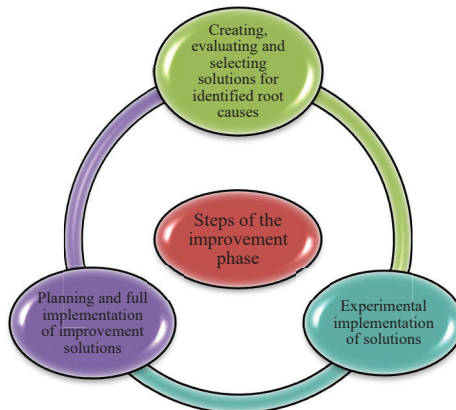 Creating,
evaluating and
selecting
solutions for
identified root
causes
Steps of the
improvement
phase
Planning and full
implementation
of improvement
solutions
Experimental
implementation
of solutions